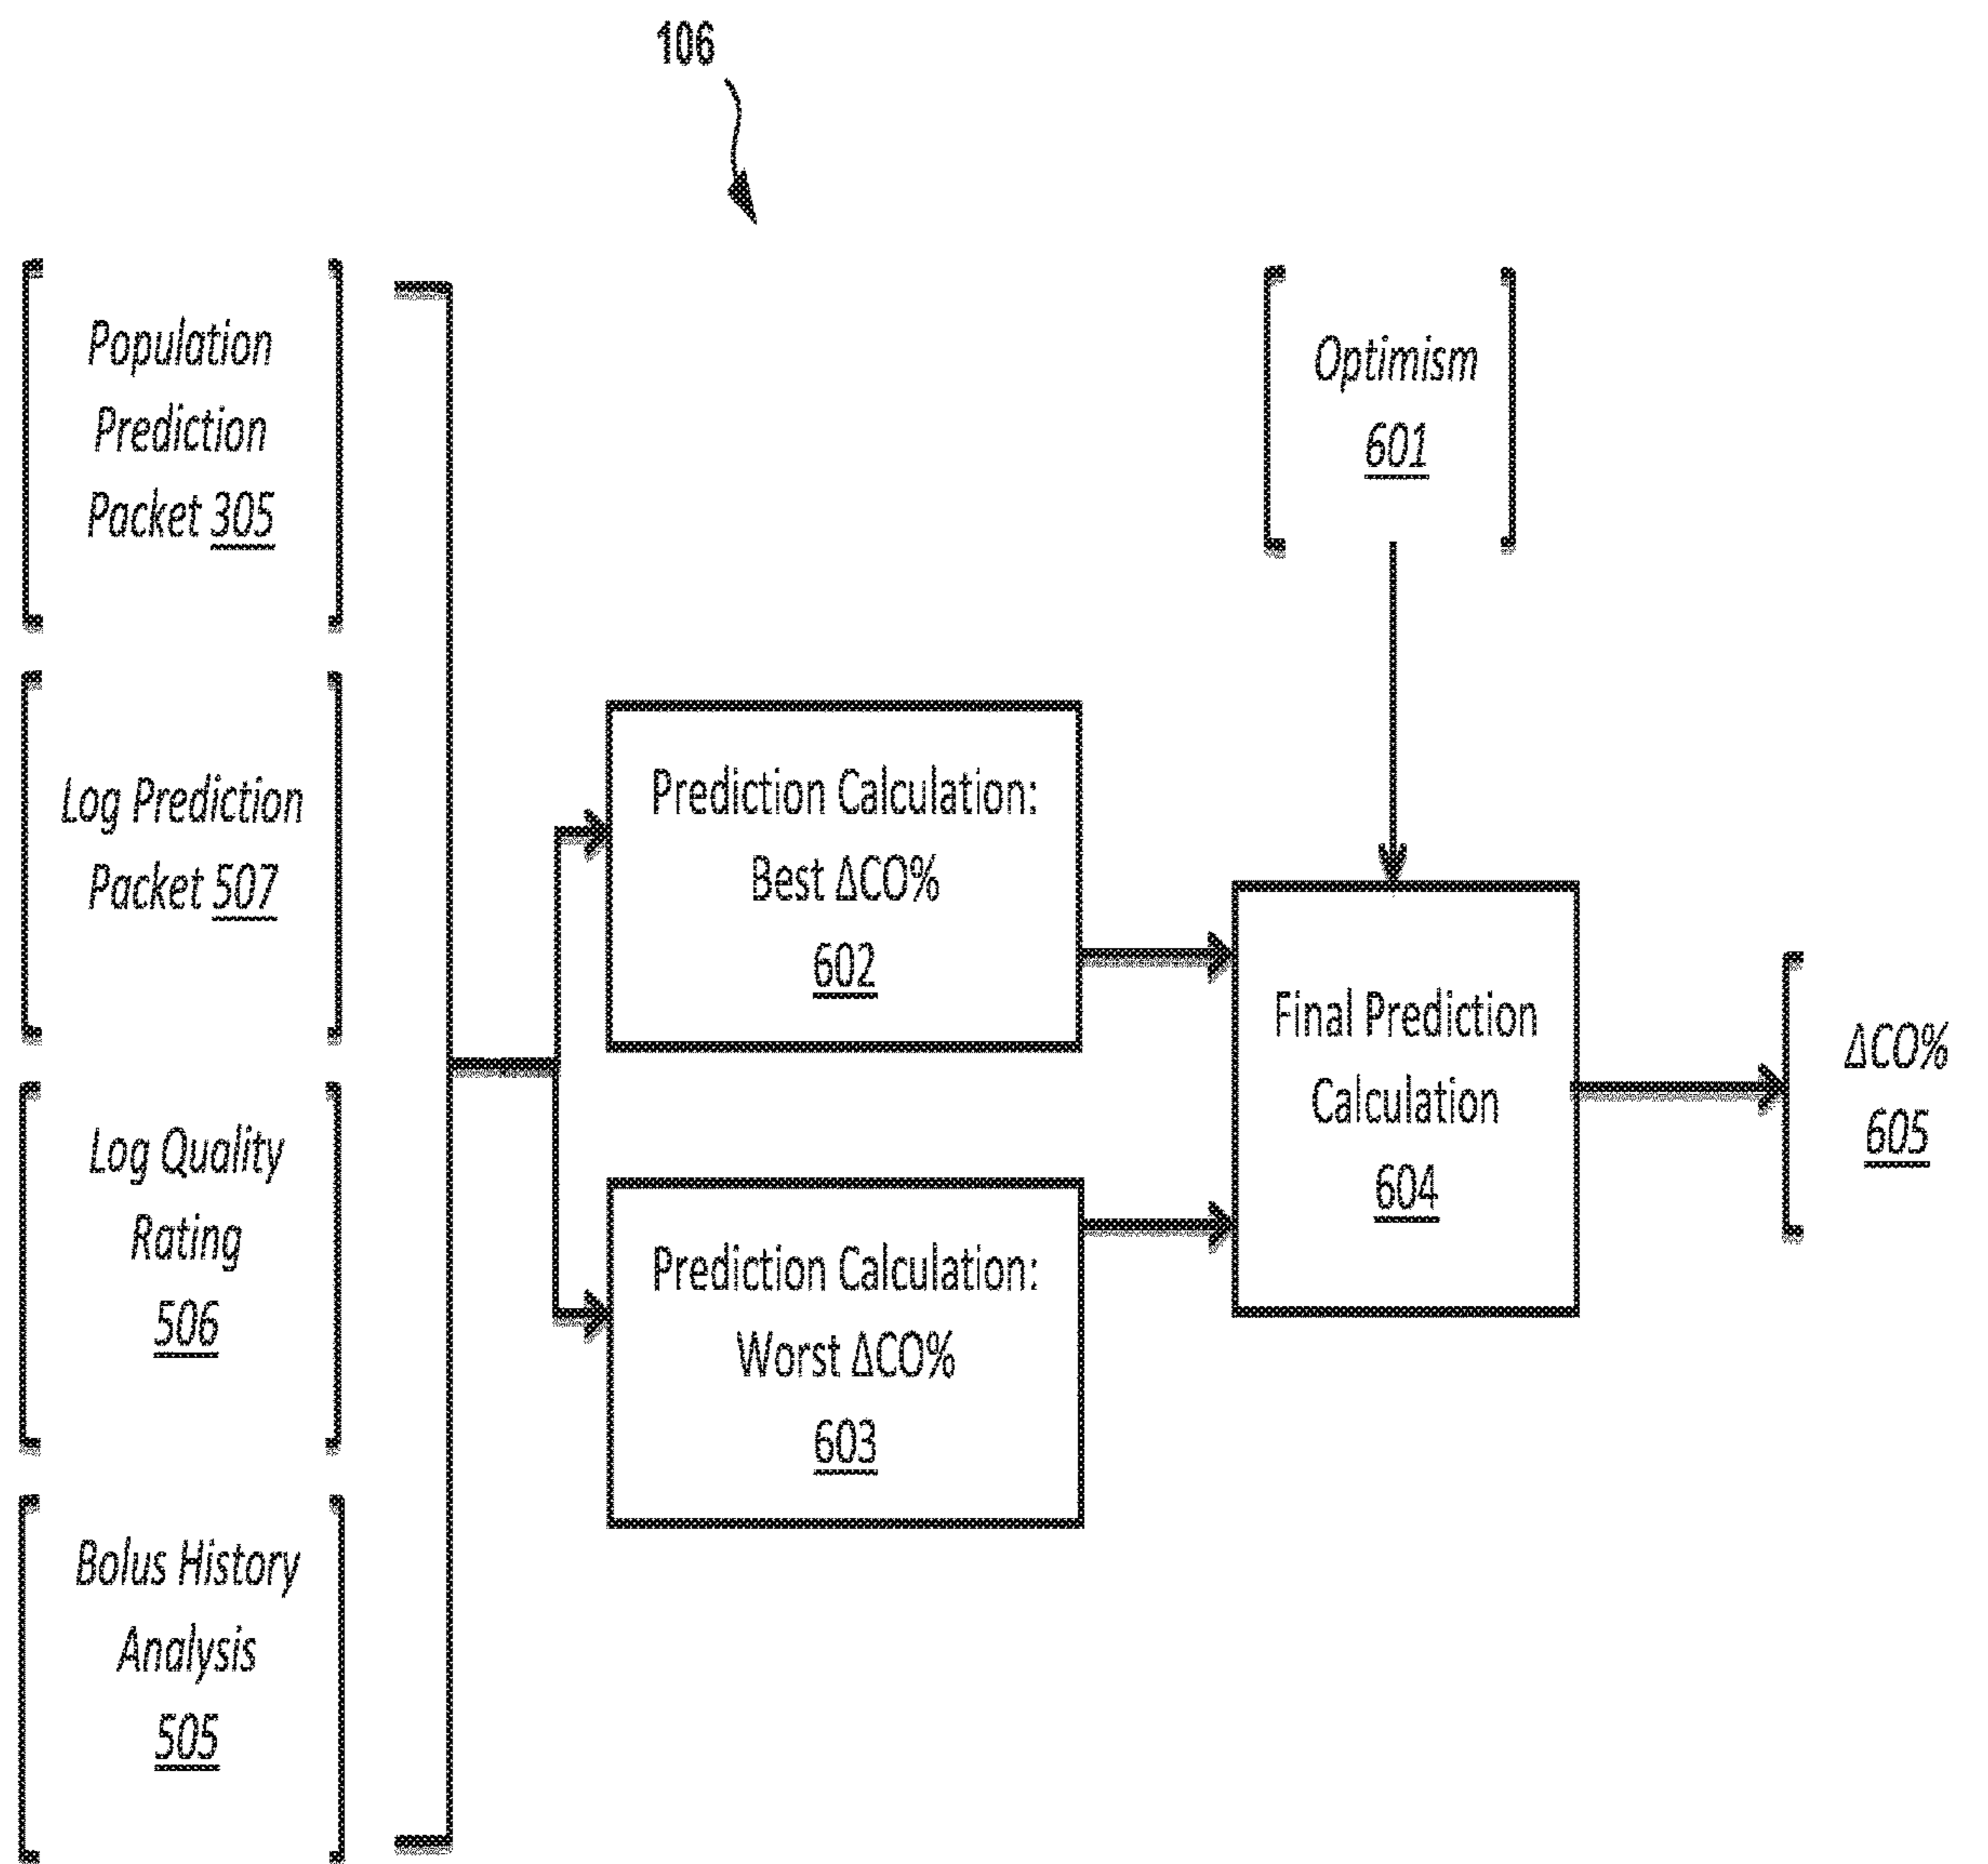 106
Population
Prediction
Packet 305
Log Prediction
Packet 507
Log Quality
Rating
506
Bolus History
Analysis
505
Prediction Calculation:
Best ΔCO%
602
Prediction Calculation:
Worst ΔCO%
603
Optimism
601
Final Prediction
Calculation
604
ΔCO%
605